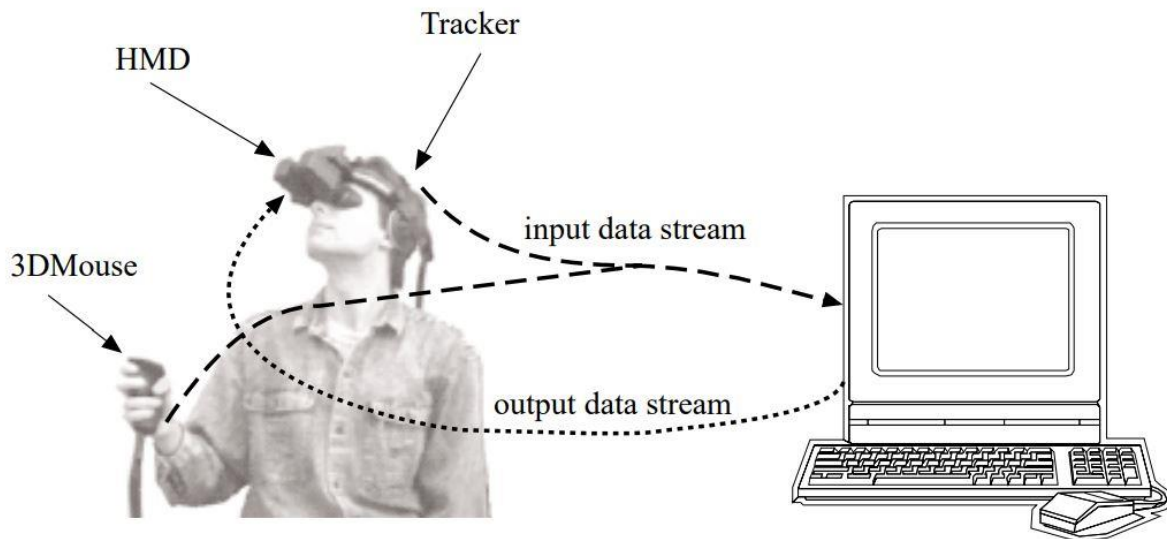 Tracker
HMD
input data stream
3DMouse
output data stream